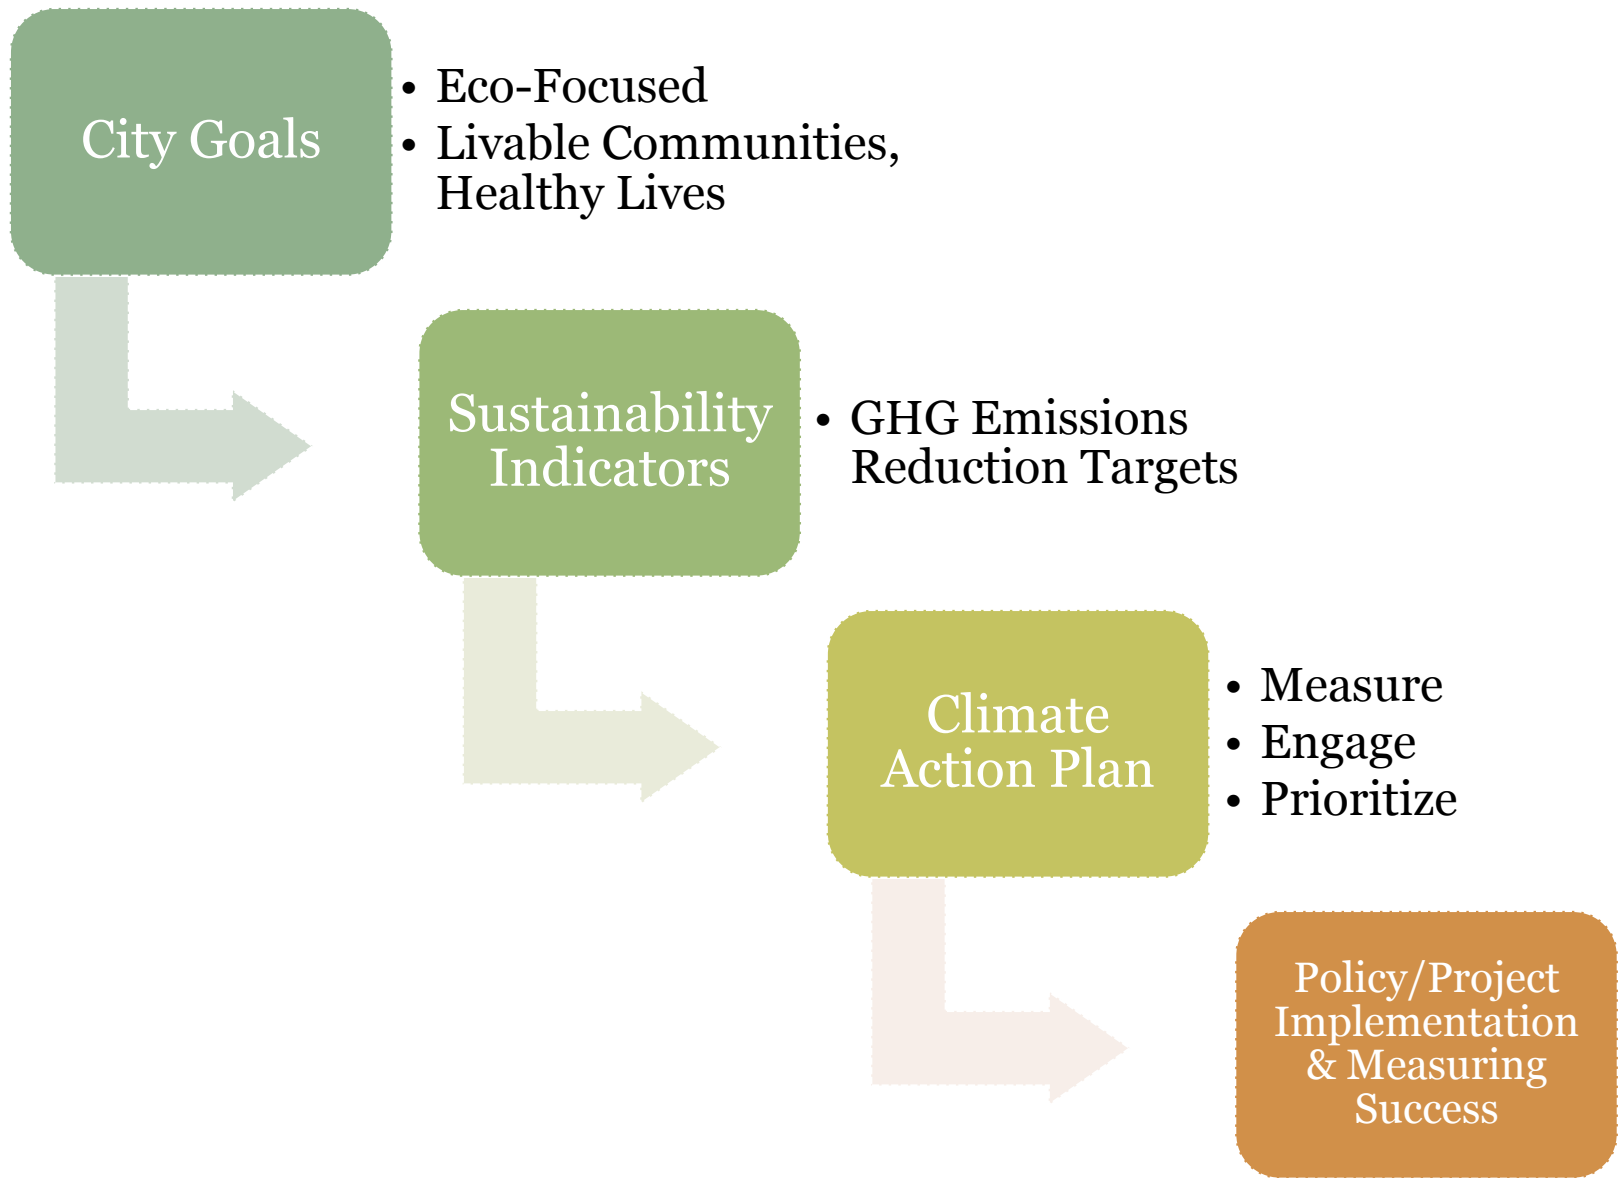 City Goals
• Eco-Focused
• Livable Communities,
Healthy Lives
Sustainability
Indicators
• GHG Emissions
Reduction Targets
Climate
Action Plan
• Measure
• Engage
• Prioritize
Policy/Project
Implementation
& Measuring
Success